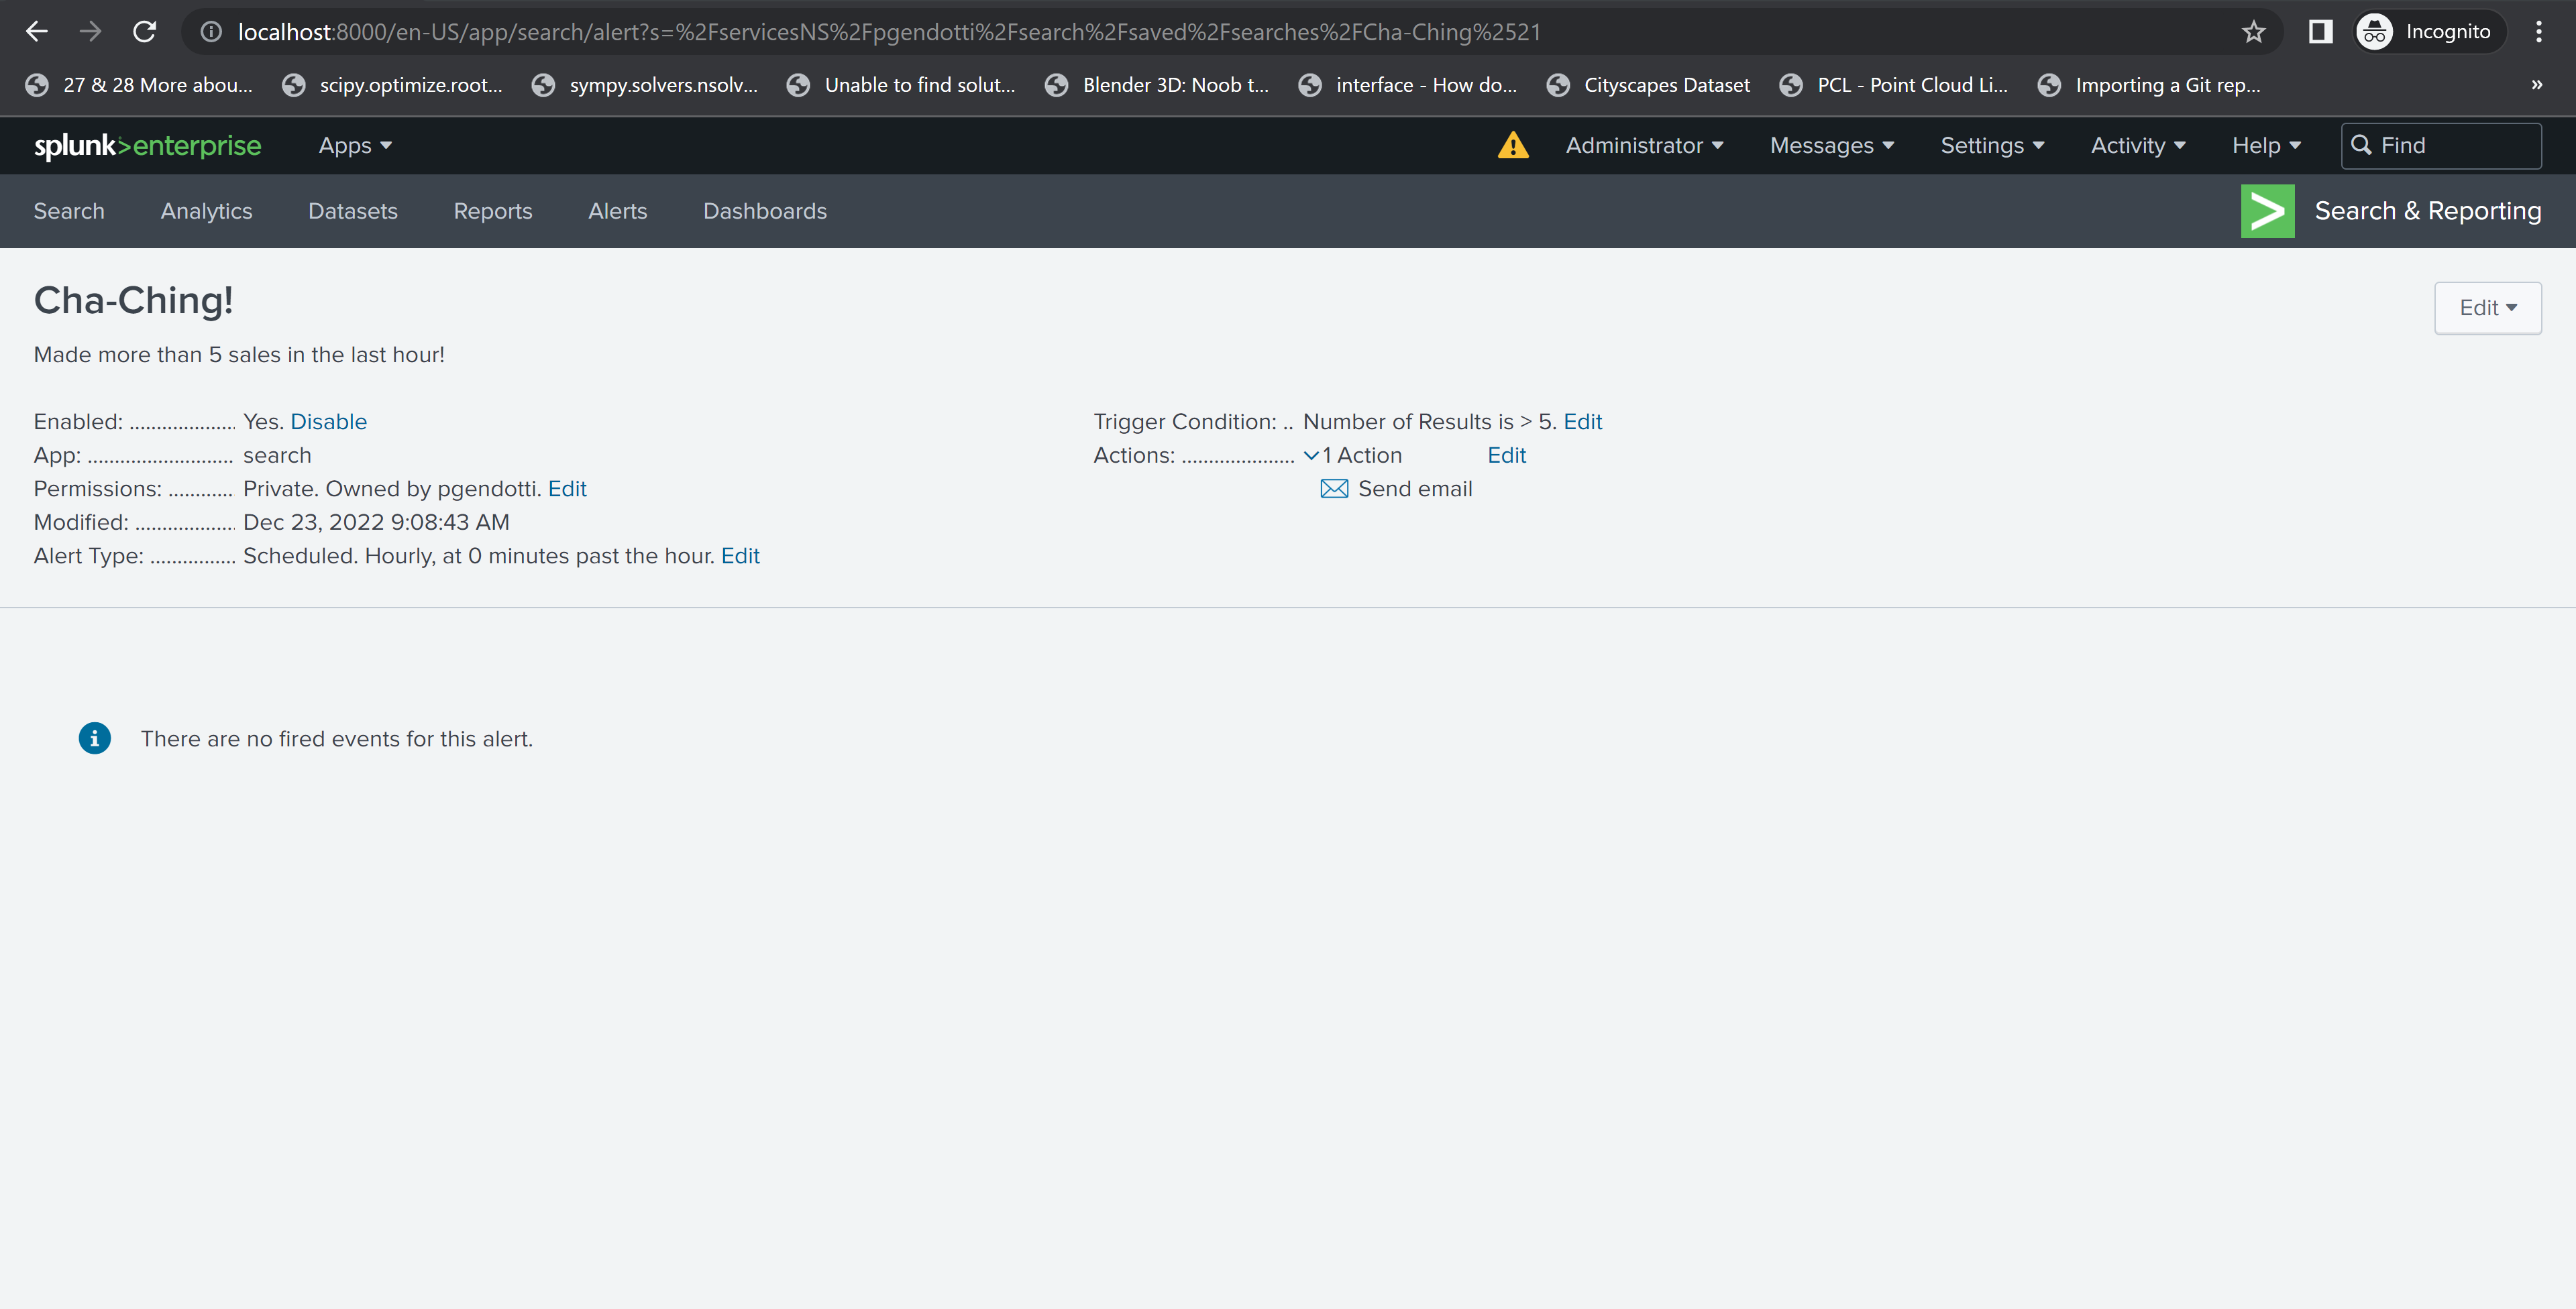 localhost:8000/en-US/app/search/alert?s=%2FservicesNS%2Fpgendotti%2Fsearch%2Fsaved%2Fsearches%2FCha-Ching%2521
Incognito
27 & 28 More abou... scipy.optimize.root... sympy.solvers.nsolv... Unable to find solut... Blender 3D: Noob t... interface - How do... Cityscapes Dataset PCL - Point Cloud Li... Importing a Git rep... »
splunk>enterprise Apps Administrator Messages Settings Activity Help Find
Search Analytics Datasets Reports Alerts Dashboards Search & Reporting
Cha-Ching!
Edit
Made more than 5 sales in the last hour!
Enabled: ................... Yes. Disable
App: ........................... search
Permissions: ............ Private. Owned by pgendotti. Edit
Modified: ................... Dec 23, 2022 9:08:43 AM
Alert Type: ................ Scheduled. Hourly, at 0 minutes past the hour. Edit
Trigger Condition: .. Number of Results is > 5. Edit
Actions: ..................... 1 Action Edit
Send email
There are no fired events for this alert.